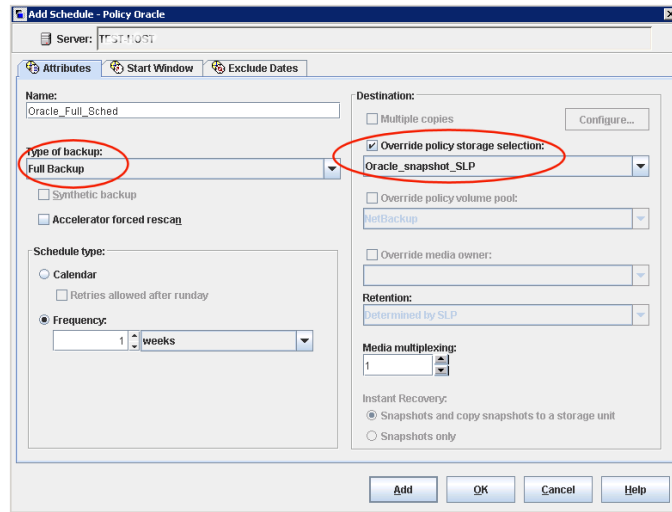 Add Schedule - Policy Oracle
Server: TEST-HOST
Attributes
Start Window
Exclude Dates
Name:
Oracle_Full_Sched
Type of backup:
Full Backup
Synthetic backup
Accelerator forced rescan
Schedule type:
Calendar
Retries allowed after runday
Frequency:
1 weeks
Destination:
Multiple copies
Configure...
Override policy storage selection:
Oracle_snapshot_SLP
Override policy volume pool:
NetBackup
Override media owner:
Retention:
Determined by SLP
Media multiplexing:
1
Instant Recovery:
Snapshots and copy snapshots to a storage unit
Snapshots only
Add
OK
Cancel
Help